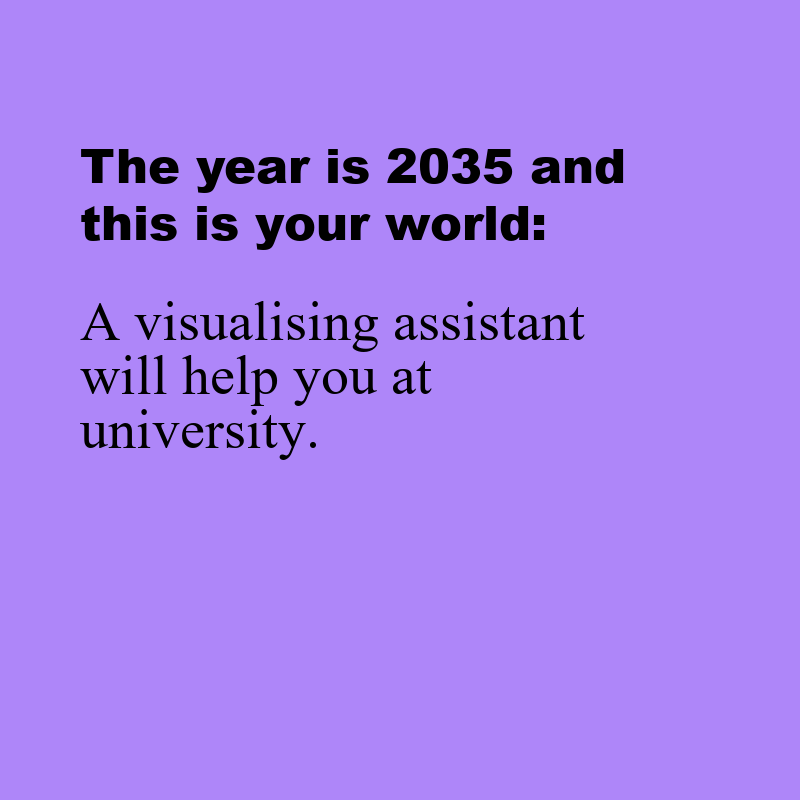 The year is 2035 and
this is your world:
A visualising assistant
will help you at
university.